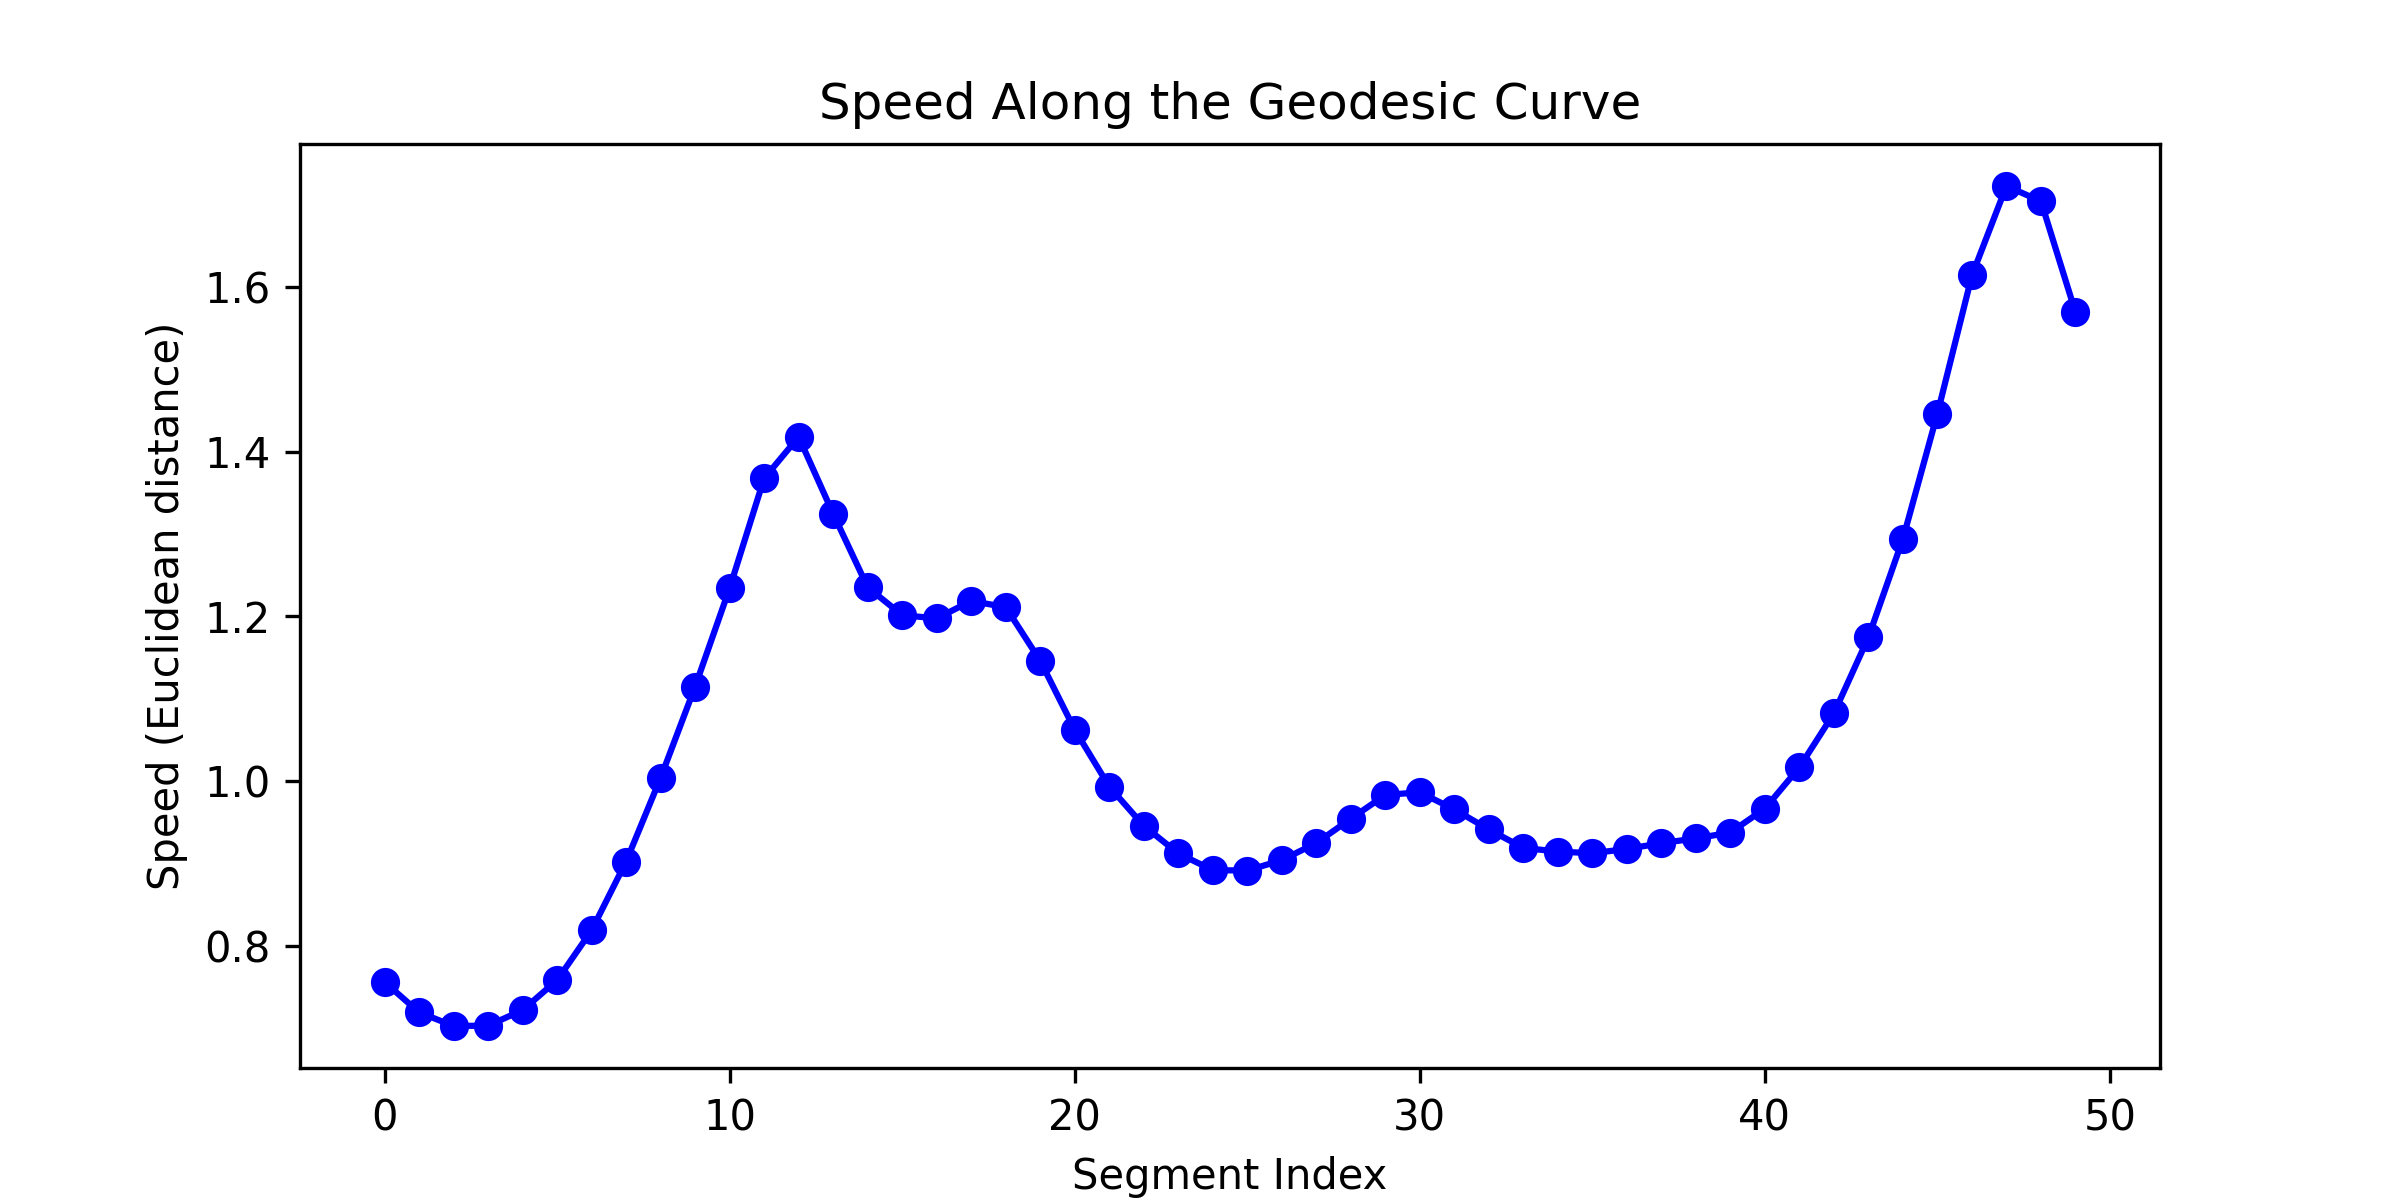 Speed Along the Geodesic Curve
Speed (Euclidean distance)
1.6
1.4
1.2
1.0
0.8
0 10 20 30 40 50
Segment Index